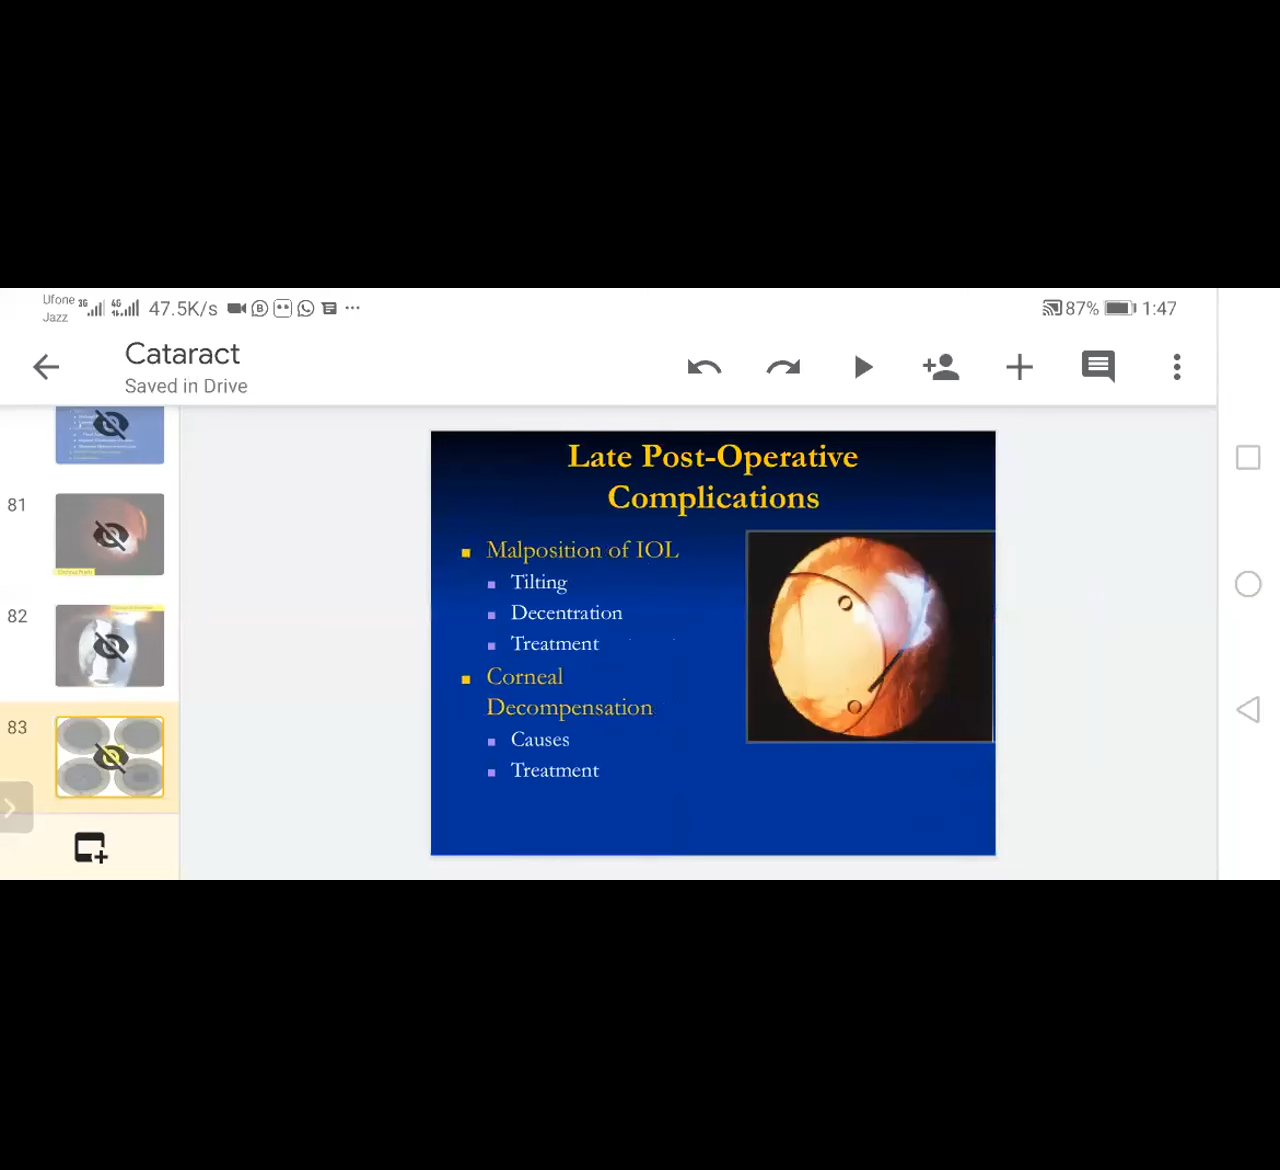 Ufone 3G 4G 47.5K/s 87% 1:47
Jazz
Cataract
Saved in Drive
81
82
83
Late Post-Operative
Complications
Malposition of IOL
Tilting
Decentration
Treatment
Corneal
Decompensation
Causes
Treatment